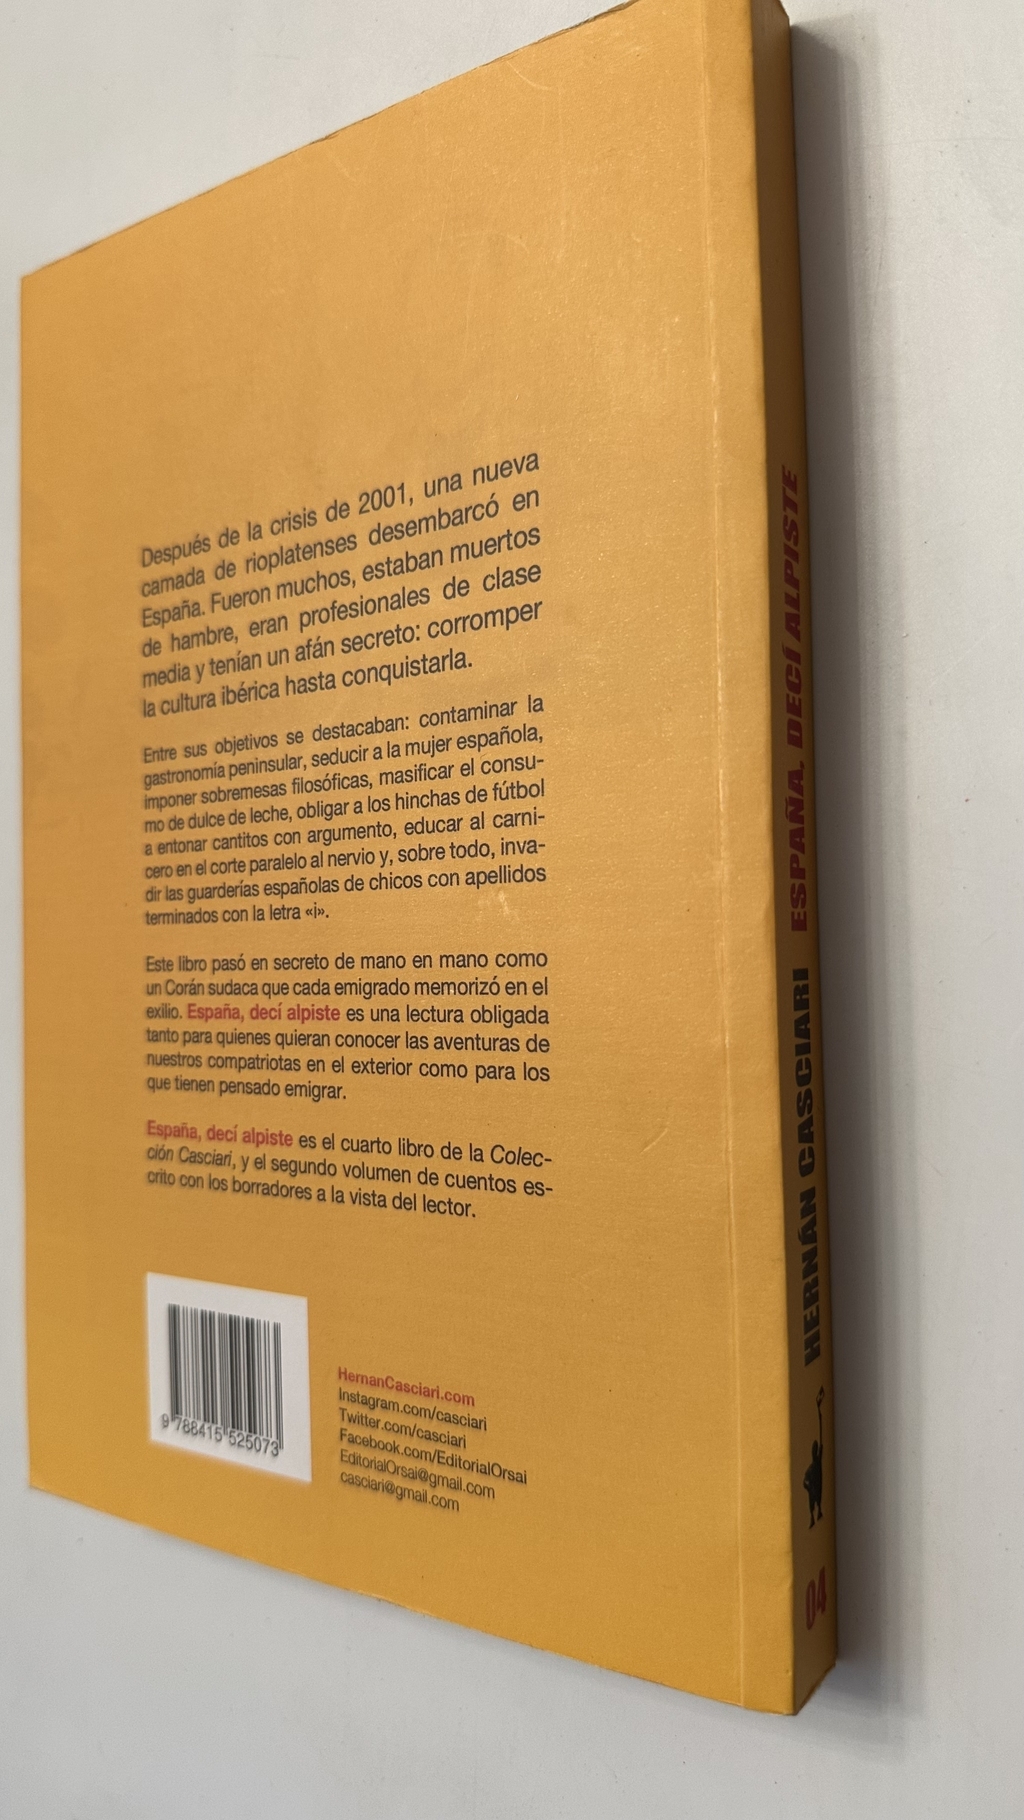 Después de la crisis de 2001, una nueva
camada de rioplatenses desembarcó en
España. Fueron muchos, estaban muertos
de hambre, eran profesionales de clase
media y tenían un afán secreto: corromper
la cultura ibérica hasta conquistarla.
Entre sus objetivos se destacaban: contaminar la
gastronomía peninsular, seducir a la mujer española,
imponer sobremesas filosóficas, masificar el consu-
mo de dulce de leche, obligar a los hinchas de fútbol
a entonar cantitos con argumento, educar al carni-
cero en el corte paralelo al nervio y, sobre todo, inva-
dir las guarderías españolas de chicos con apellidos
terminados con la letra «i».
Este libro pasó en secreto de mano en mano como
un Corán sudaca que cada emigrado memorizó en el
exilio. España, decí alpiste es una lectura obligada
tanto para quienes quieran conocer las aventuras de
nuestros compatriotas en el exterior como para los
que tienen pensado emigrar.
España, decí alpiste es el cuarto libro de la Colec-
ción Casciari, y el segundo volumen de cuentos es-
crito con los borradores a la vista del lector.
9 788415 525073
HernanCasciari.com
Instagram.com/casciari
Twitter.com/casciari
Facebook.com/EditorialOrsai
EditorialOrsai@gmail.com
casciari@gmail.com
04 HERNÁN CASCIARI ESPAÑA, DECÍ ALPISTE